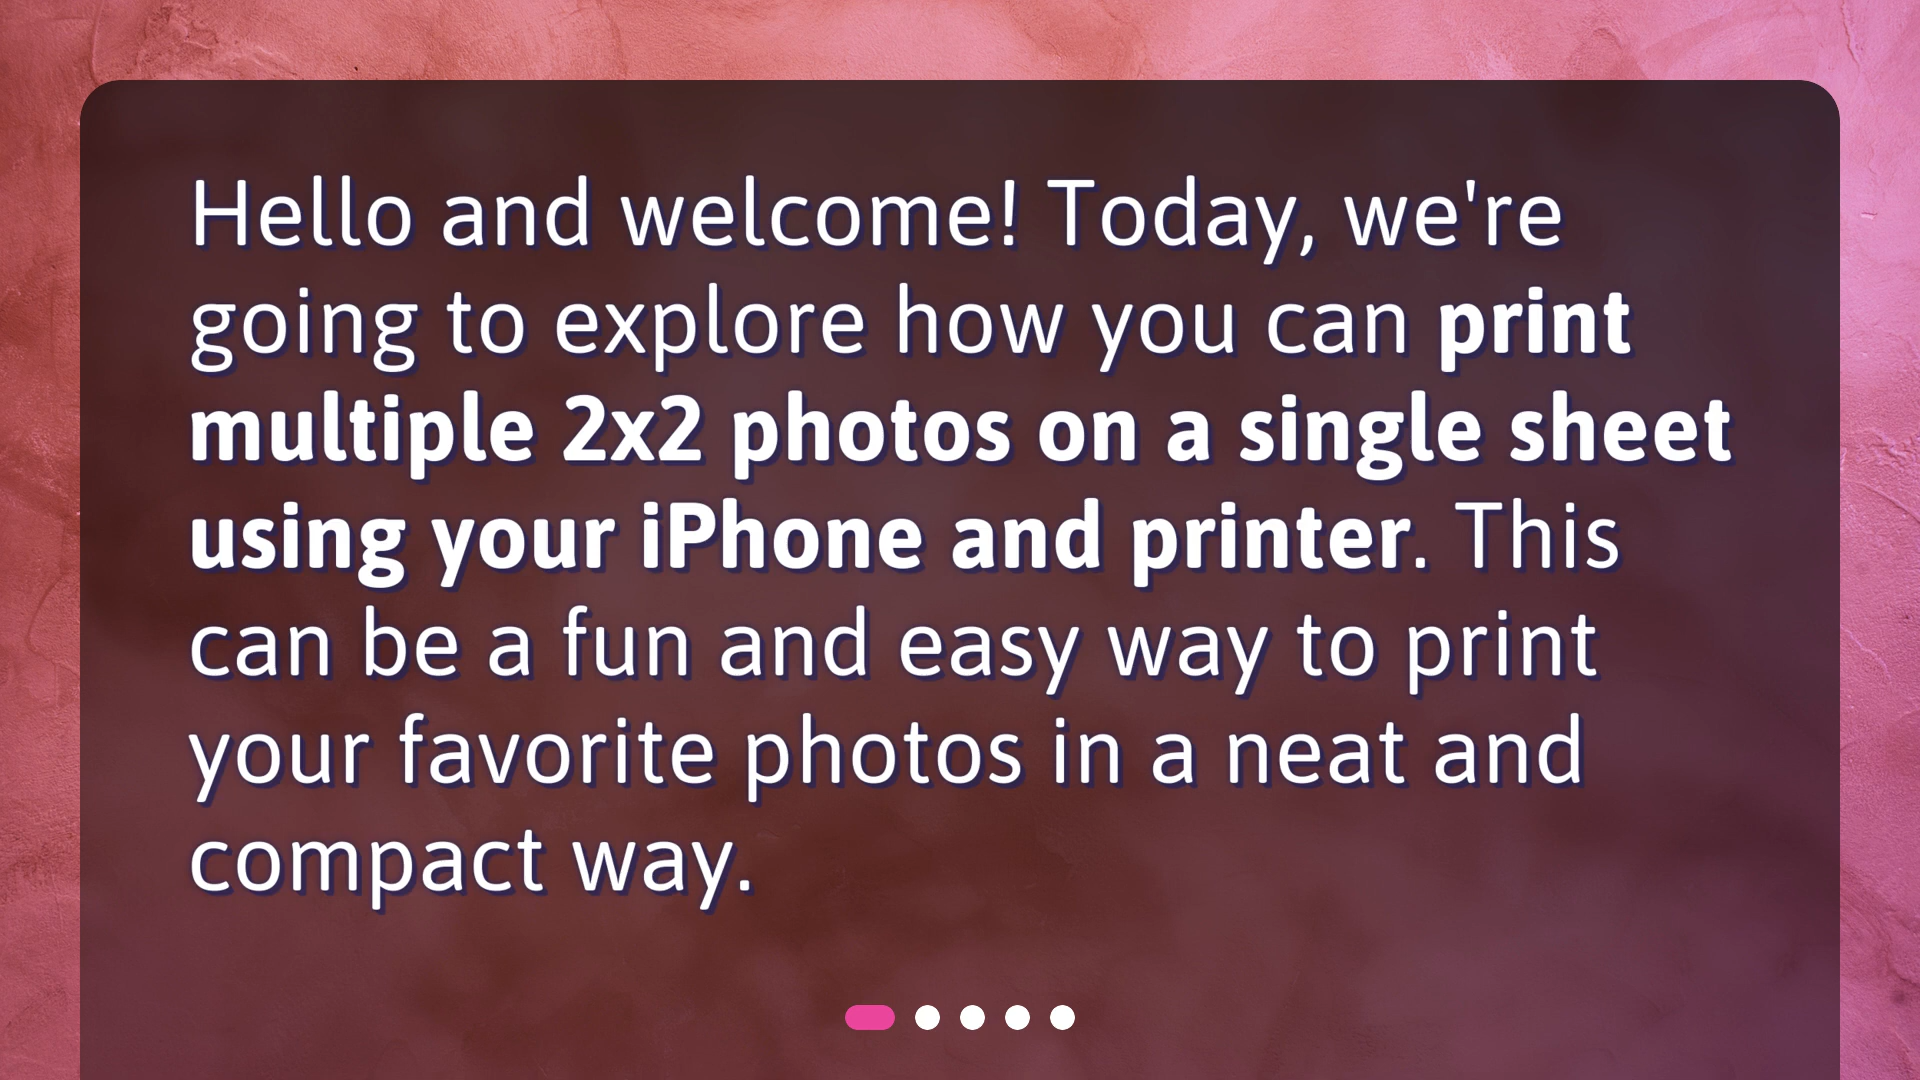 Hello and welcome! Today, we're
going to explore how you can print
multiple 2x2 photos on a single sheet
using your iPhone and printer. This
can be a fun and easy way to print
your favorite photos in a neat and
compact way.